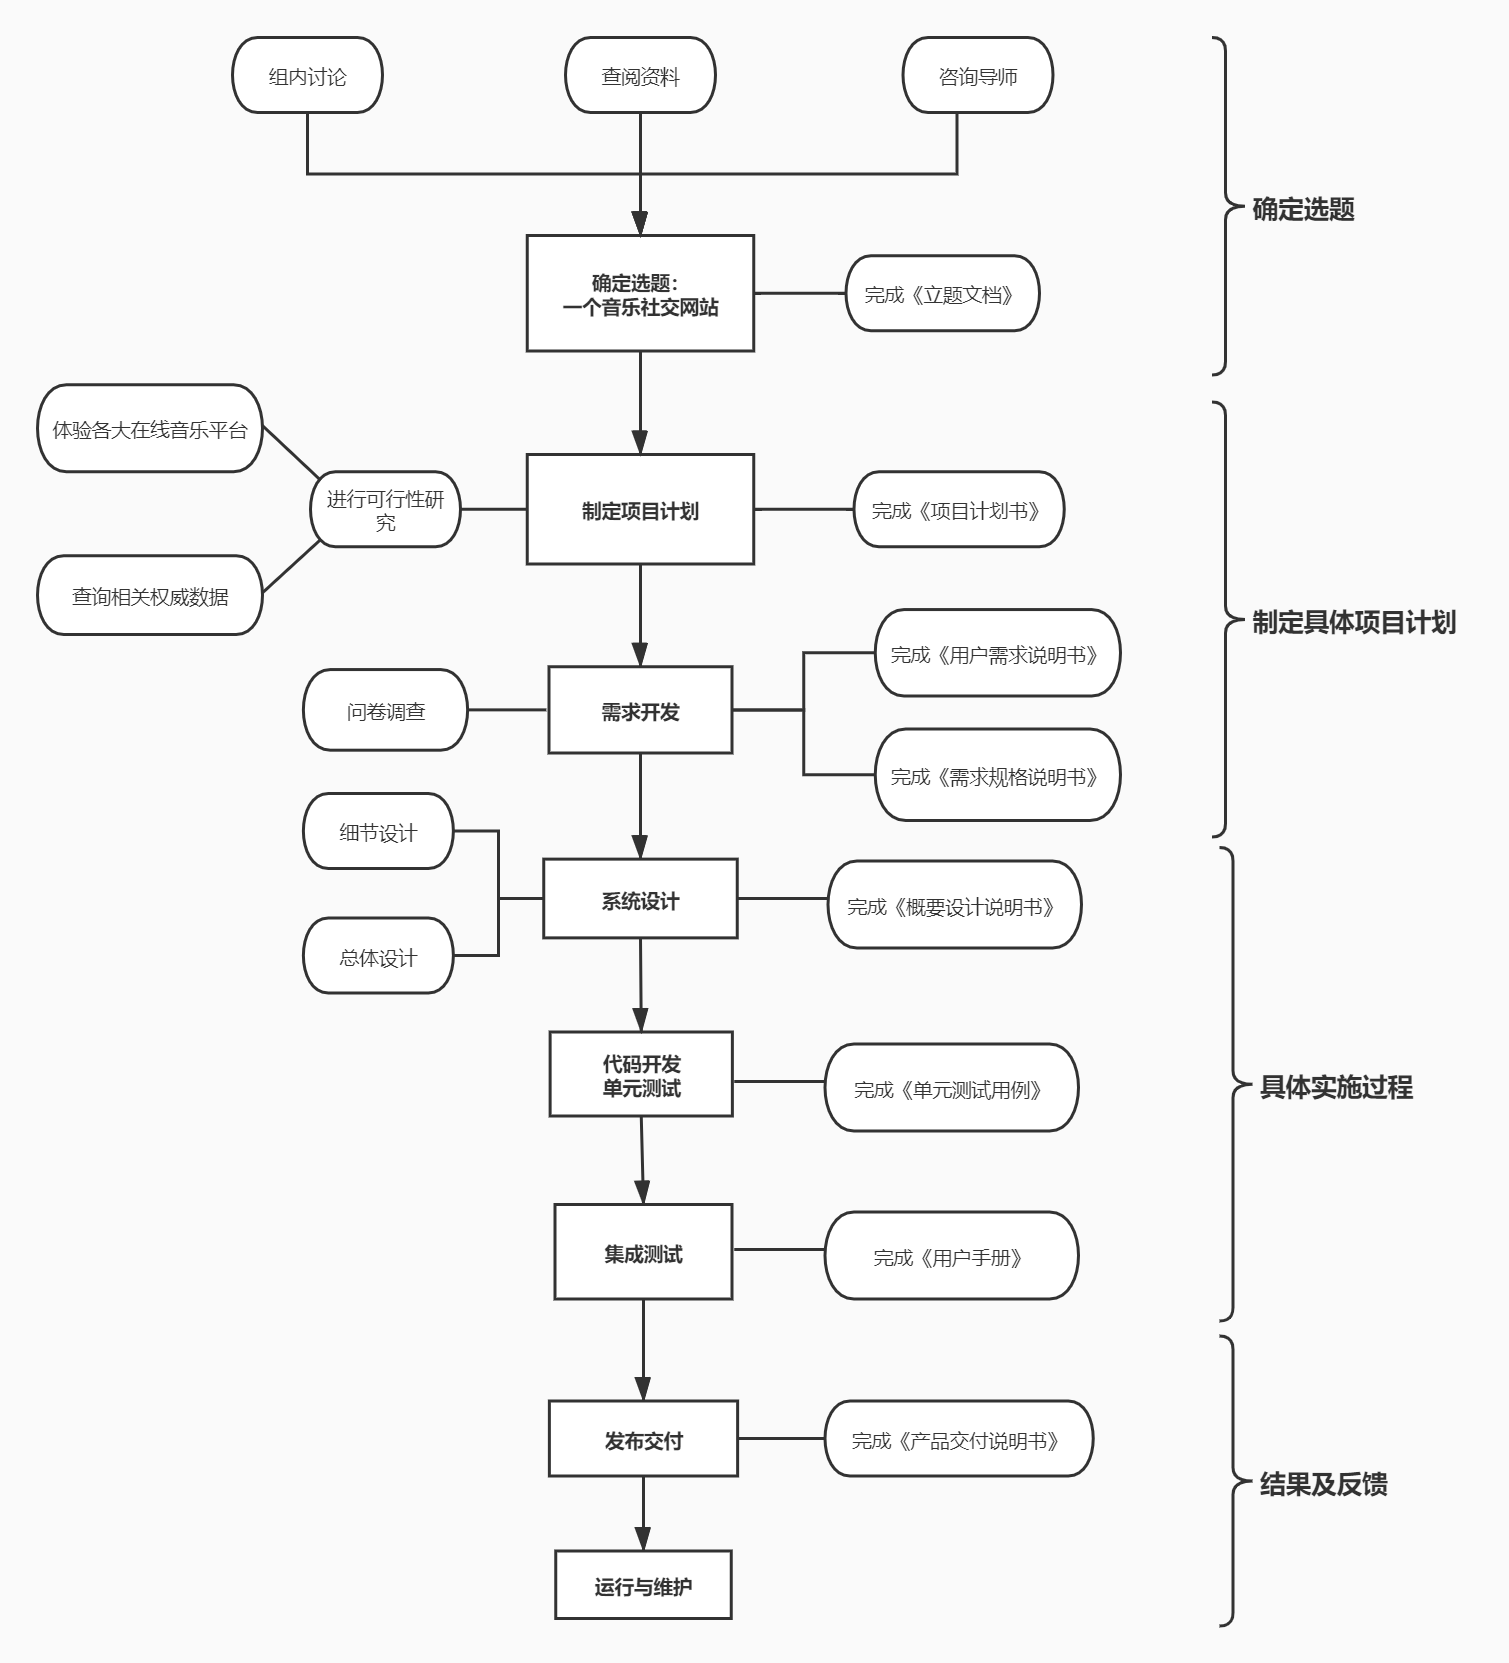 组内讨论
查阅资料
咨询导师
确定选题
确定选题：
一个音乐社交网站
完成《立题文档》
体验各大在线音乐平台
进行可行性研
究
制定项目计划
完成《项目计划书》
查询相关权威数据
制定具体项目计划
完成《用户需求说明书》
问卷调查
需求开发
完成《需求规格说明书》
细节设计
系统设计
完成《概要设计说明书》
总体设计
代码开发
单元测试
完成《单元测试用例》
具体实施过程
集成测试
完成《用户手册》
发布交付
完成《产品交付说明书》
结果及反馈
运行与维护